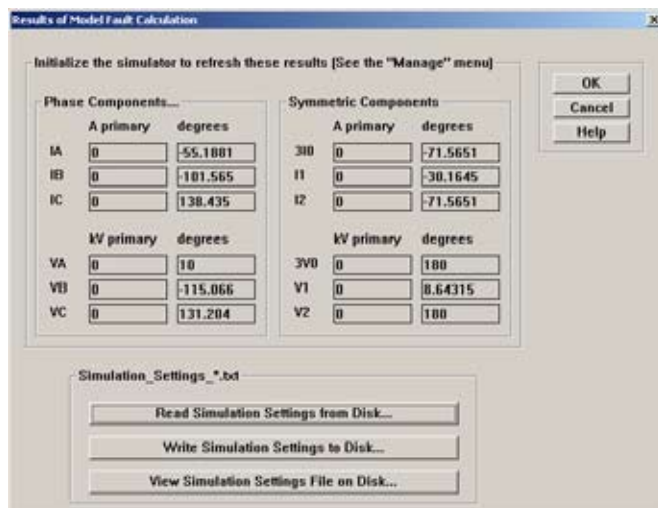 Results of Model Fault Calculation
Initialize the simulator to refresh these results (See the "Manage" menu)
OK
Cancel
Help
Phase Components...
A primary degrees
IA 0 -55.1881
IB 0 -101.565
IC 0 138.435
kV primary degrees
VA 0 10
VB 0 -115.066
VC 0 131.204
Symmetric Components
A primary degrees
3I0 0 -71.5651
I1 0 -30.1645
I2 0 -71.5651
kV primary degrees
3V0 0 180
V1 0 8.64315
V2 0 180
Simulation_Settings_*.txt
Read Simulation Settings from Disk...
Write Simulation Settings to Disk...
View Simulation Settings File on Disk...